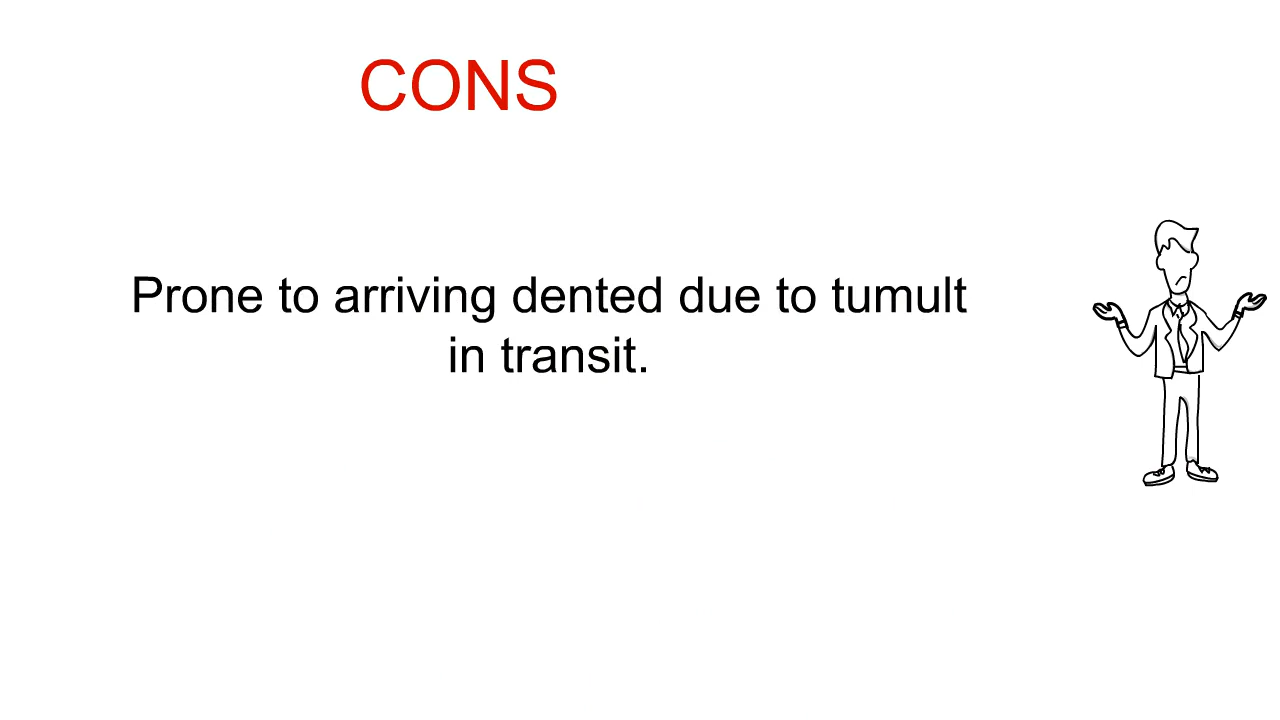 CONS
Prone to arriving dented due to tumult
in transit.